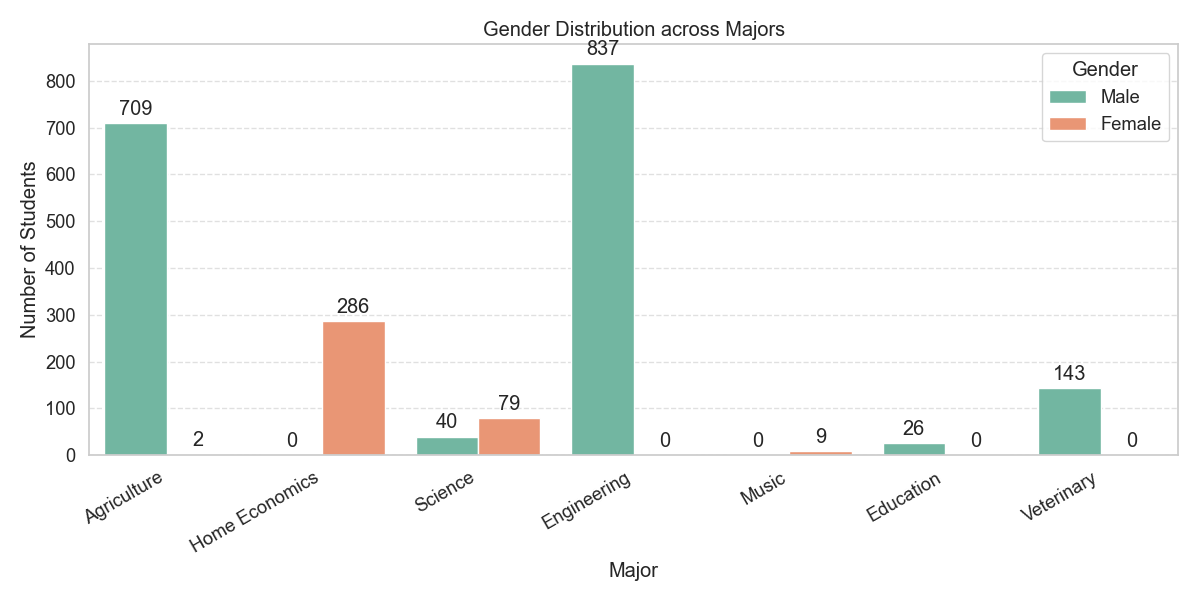 Gender Distribution across Majors
Number of Students
800
700
600
500
400
300
200
100
0
709
2
0
286
40
79
837
0
0
9
26
0
143
0
Gender
Male
Female
Agriculture
Home Economics
Science
Engineering
Music
Education
Veterinary
Major